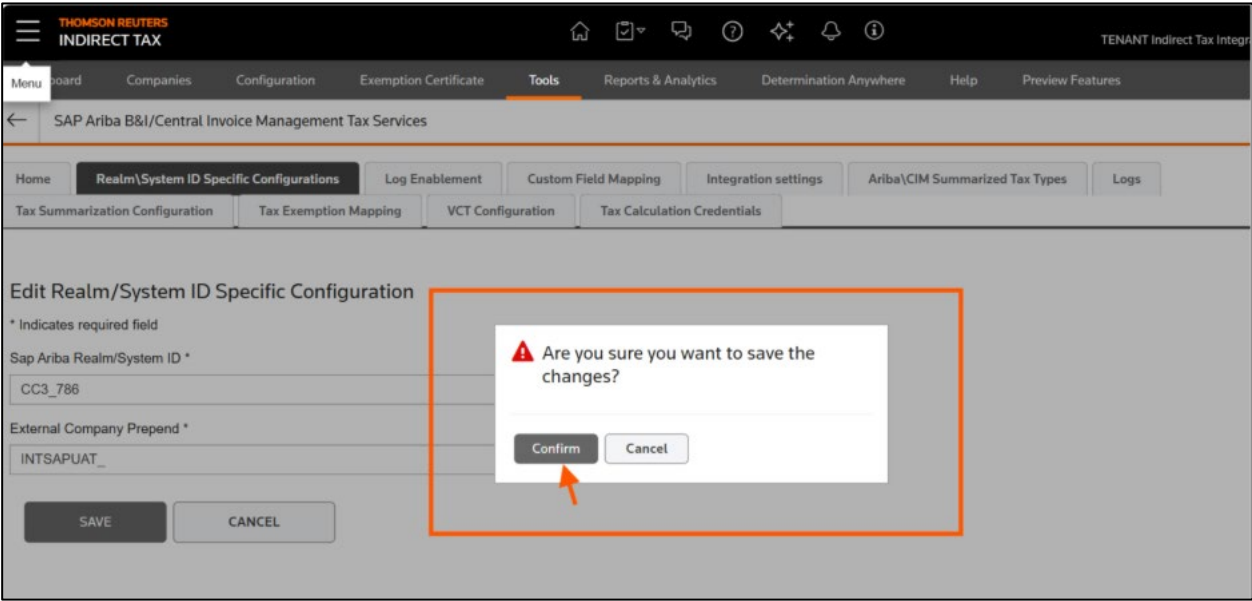 THOMSON REUTERS
INDIRECT TAX
TENANT Indirect Tax Integr
Menu board Companies Configuration Exemption Certificate Tools Reports & Analytics Determination Anywhere Help Preview Features
SAP Ariba B&I/Central Invoice Management Tax Services
Home Realm\System ID Specific Configurations Log Enablement Custom Field Mapping Integration settings Ariba\CIM Summarized Tax Types Logs
Tax Summarization Configuration Tax Exemption Mapping VCT Configuration Tax Calculation Credentials
Edit Realm/System ID Specific Configuration
* Indicates required field
Sap Ariba Realm/System ID *
CC3_786
External Company Prepend *
INTSAPUAT_
SAVE CANCEL
Are you sure you want to save the
changes?
Confirm Cancel